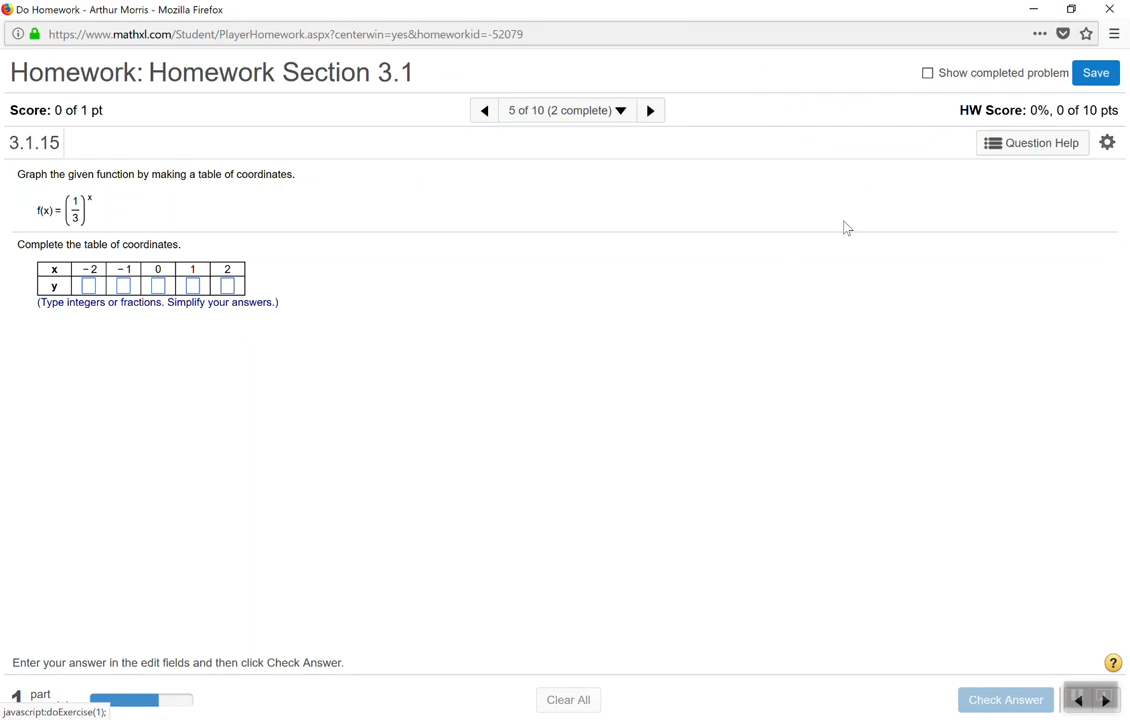 Do Homework - Arthur Morris - Mozilla Firefox
https://www.mathxl.com/Student/PlayerHomework.aspx?centerwin=yes&homeworkid=-52079
Homework: Homework Section 3.1
Show completed problem
Save
Score: 0 of 1 pt
5 of 10 (2 complete)
HW Score: 0%, 0 of 10 pts
3.1.15
Question Help
Graph the given function by making a table of coordinates.
f(x) = (1/3)^x
Complete the table of coordinates.
x -2 -1 0 1 2
y
(Type integers or fractions. Simplify your answers.)
Enter your answer in the edit fields and then click Check Answer.
?
1 part
javascript:doExercise(1);
Clear All
Check Answer